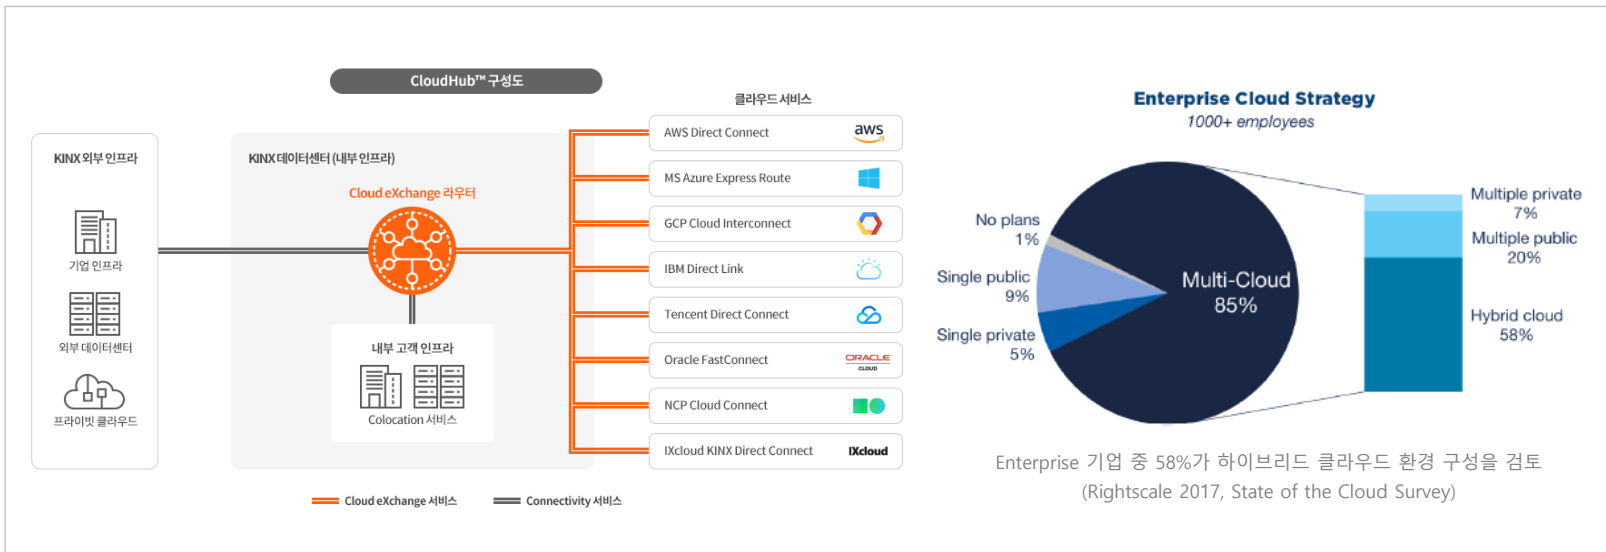 CloudHub™ 구성도
KINX 외부 인프라
기업 인프라
외부 데이터센터
프라이빗 클라우드
KINX 데이터센터 (내부 인프라)
Cloud eXchange 라우터
내부 고객 인프라
Colocation 서비스
클라우드 서비스
AWS Direct Connect
aws
MS Azure Express Route
GCP Cloud Interconnect
IBM Direct Link
Tencent Direct Connect
Oracle FastConnect
ORACLE
CLOUD
NCP Cloud Connect
IXcloud KINX Direct Connect
IXcloud
Cloud eXchange 서비스
Connectivity 서비스
Enterprise Cloud Strategy
1000+ employees
No plans
1%
Single public
9%
Single private
5%
Multi-Cloud
85%
Multiple private
7%
Multiple public
20%
Hybrid cloud
58%
Enterprise 기업 중 58%가 하이브리드 클라우드 환경 구성을 검토
(Rightscale 2017, State of the Cloud Survey)